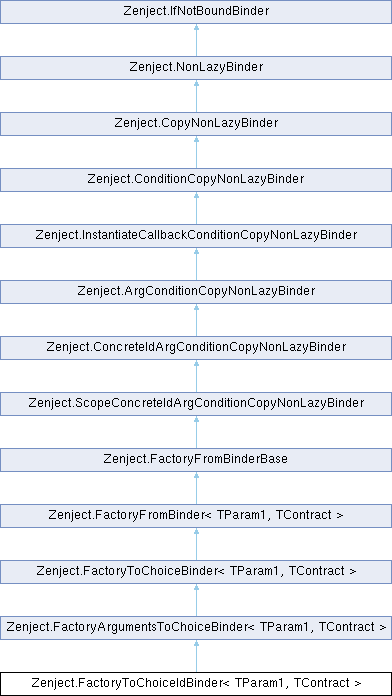 Zenject.IfNotBoundBinder
Zenject.NonLazyBinder
Zenject.CopyNonLazyBinder
Zenject.ConditionCopyNonLazyBinder
Zenject.InstantiateCallbackConditionCopyNonLazyBinder
Zenject.ArgConditionCopyNonLazyBinder
Zenject.ConcreteIdArgConditionCopyNonLazyBinder
Zenject.ScopeConcreteIdArgConditionCopyNonLazyBinder
Zenject.FactoryFromBinderBase
Zenject.FactoryFromBinder< TParam1, TContract >
Zenject.FactoryToChoiceBinder< TParam1, TContract >
Zenject.FactoryArgumentsToChoiceBinder< TParam1, TContract >
Zenject.FactoryToChoiceIdBinder< TParam1, TContract >